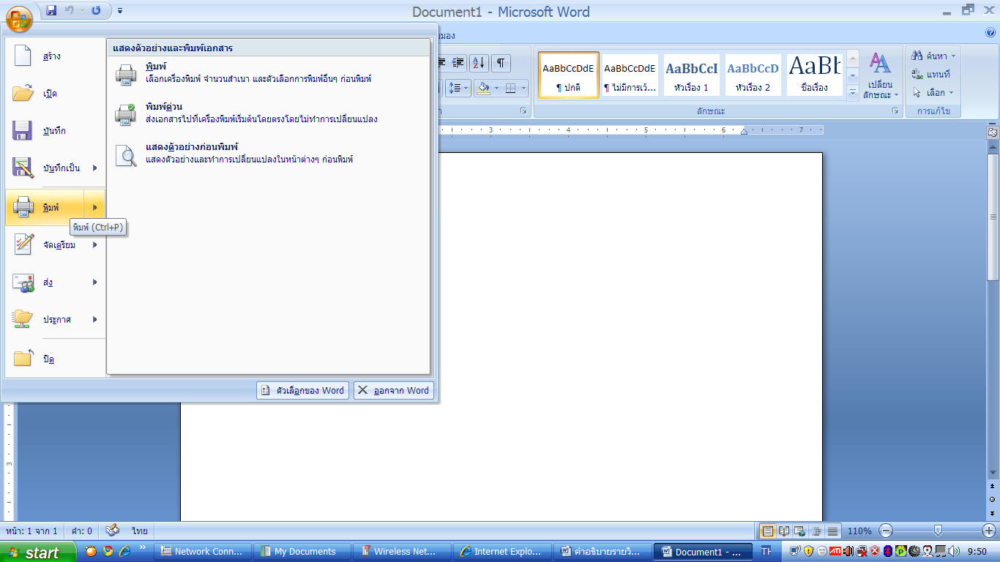 Document1 - Microsoft Word
มมอง
สร้าง
เปิด
บันทึก
บันทึกเป็น
พิมพ์
พิมพ์ (Ctrl+P)
จัดเตรียม
ส่ง
ประกาศ
ปิด
แสดงตัวอย่างและพิมพ์เอกสาร
พิมพ์
เลือกเครื่องพิมพ์ จำนวนสำเนา และตัวเลือกการพิมพ์อื่นๆ ก่อนพิมพ์
พิมพ์ด่วน
ส่งเอกสารไปที่เครื่องพิมพ์เริ่มต้นโดยตรงโดยไม่ทำการเปลี่ยนแปลง
แสดงตัวอย่างก่อนพิมพ์
แสดงตัวอย่างและทำการเปลี่ยนแปลงในหน้าต่างๆ ก่อนพิมพ์
ตัวเลือกของ Word
ออกจาก Word
AaBbCcDdE AaBbCcDdE AaBbCcI AaBbCcD AaBb
¶ ปกติ ¶ ไม่มีการเว้... หัวเรื่อง 1 หัวเรื่อง 2 ชื่อเรื่อง
เปลี่ยน
ลักษณะ
ลักษณะ
ค้นหา
แทนที่
เลือก
การแก้ไข
3 4 5 6 7
3
หน้า: 1 จาก 1 คำ: 0 ไทย 110%
start Network Conn... My Documents Wireless Net... Internet Explo... คำอธิบายรายวิ... Document1 - ... TH 9:50